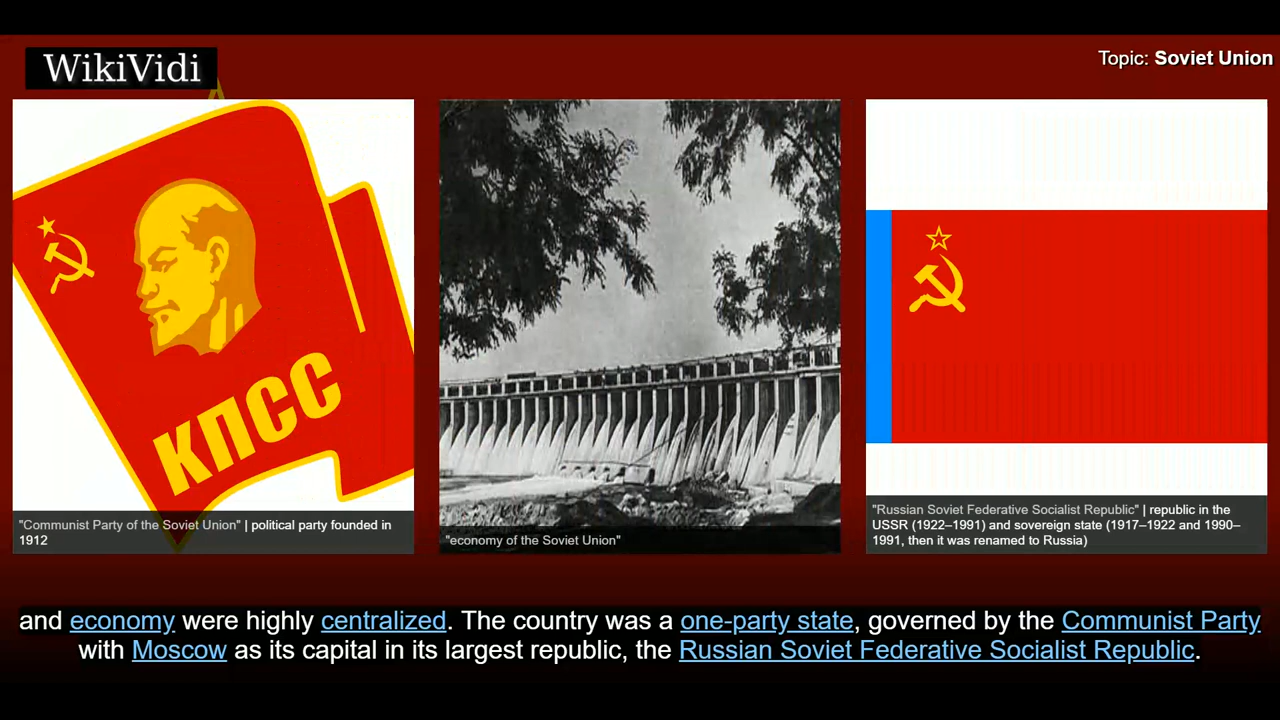 WikiVidi
Topic: Soviet Union
КПСС
"Communist Party of the Soviet Union" | political party founded in
1912
"economy of the Soviet Union"
"Russian Soviet Federative Socialist Republic" | republic in the
USSR (1922–1991) and sovereign state (1917–1922 and 1990–
1991, then it was renamed to Russia)
and economy were highly centralized. The country was a one-party state, governed by the Communist Party
with Moscow as its capital in its largest republic, the Russian Soviet Federative Socialist Republic.